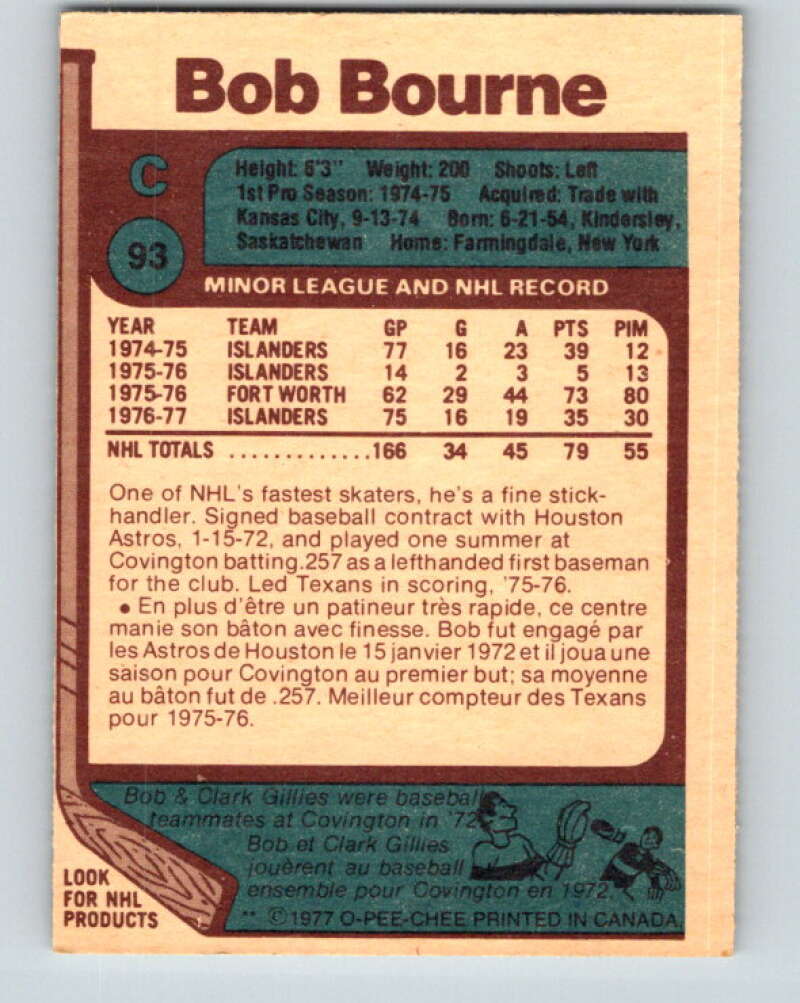 Bob Bourne
C
93
Height: 6'3" Weight: 200 Shoots: Left
1st Pro Season: 1974-75 Acquired: Trade with
Kansas City, 9-13-74 Born: 6-21-54, Kindersley,
Saskatchewan Home: Farmingdale, New York
MINOR LEAGUE AND NHL RECORD
YEAR TEAM GP G A PTS PIM
1974-75 ISLANDERS 77 16 23 39 12
1975-76 ISLANDERS 14 2 3 5 13
1975-76 FORT WORTH 62 29 44 73 80
1976-77 ISLANDERS 75 16 19 35 30
NHL TOTALS .............166 34 45 79 55
One of NHL's fastest skaters, he's a fine stick-
handler. Signed baseball contract with Houston
Astros, 1-15-72, and played one summer at
Covington batting .257 as a lefthanded first baseman
for the club. Led Texans in scoring, '75-76.
• En plus d'être un patineur très rapide, ce centre
manie son bâton avec finesse. Bob fut engagé par
les Astros de Houston le 15 janvier 1972 et il joua une
saison pour Covington au premier but; sa moyenne
au bâton fut de .257. Meilleur compteur des Texans
pour 1975-76.
Bob & Clark Gillies were baseball
teammates at Covington in '72
Bob et Clark Gillies
jouèrent au baseball
ensemble pour Covington en 1972.
LOOK
FOR NHL
PRODUCTS
** ©1977 O-PEE-CHEE PRINTED IN CANADA